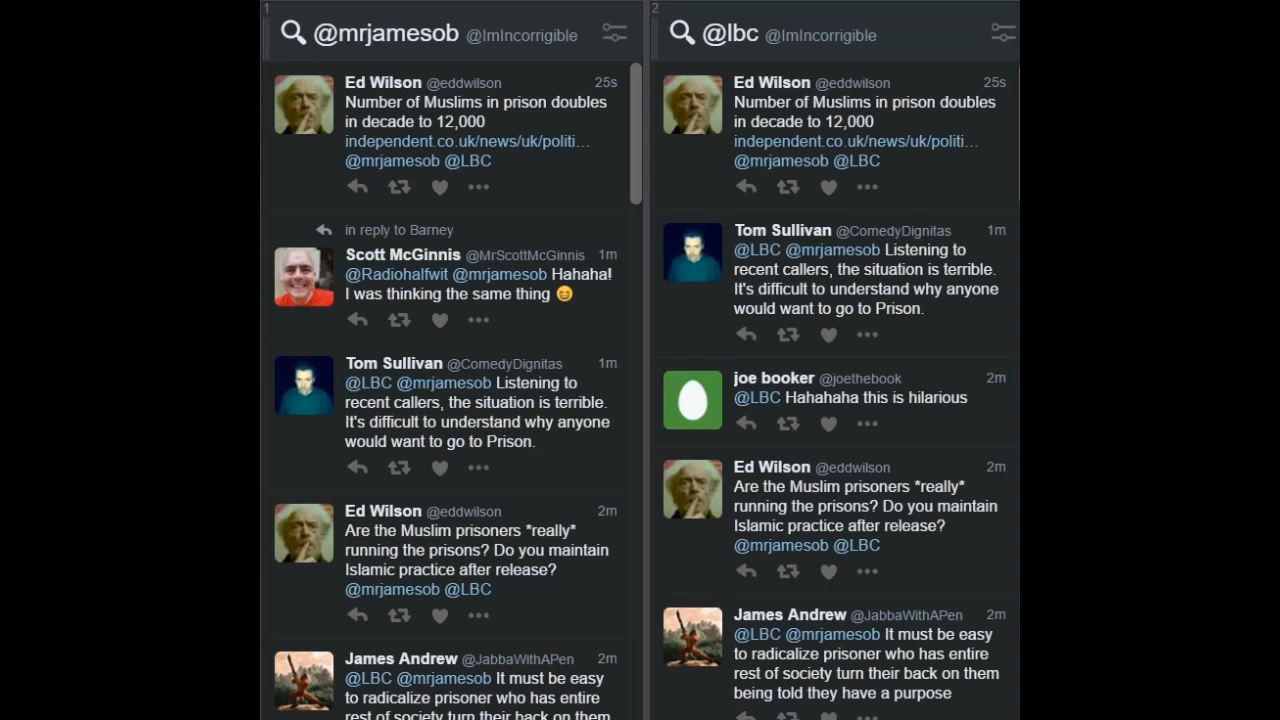 1
@mrjamesob @ImIncorrigible
Ed Wilson @eddwilson 25s
Number of Muslims in prison doubles
in decade to 12,000
independent.co.uk/news/uk/politi…
@mrjamesob @LBC
in reply to Barney
Scott McGinnis @MrScottMcGinnis 1m
@Radiohalfwit @mrjamesob Hahaha!
I was thinking the same thing 😄
Tom Sullivan @ComedyDignitas 1m
@LBC @mrjamesob Listening to
recent callers, the situation is terrible.
It's difficult to understand why anyone
would want to go to Prison.
Ed Wilson @eddwilson 2m
Are the Muslim prisoners *really*
running the prisons? Do you maintain
Islamic practice after release?
@mrjamesob @LBC
James Andrew @JabbaWithAPen 2m
@LBC @mrjamesob It must be easy
to radicalize prisoner who has entire
rest of society turn their back on them
2
@lbc @ImIncorrigible
Ed Wilson @eddwilson 25s
Number of Muslims in prison doubles
in decade to 12,000
independent.co.uk/news/uk/politi…
@mrjamesob @LBC
Tom Sullivan @ComedyDignitas 1m
@LBC @mrjamesob Listening to
recent callers, the situation is terrible.
It's difficult to understand why anyone
would want to go to Prison.
joe booker @joethebook 2m
@LBC Hahahaha this is hilarious
Ed Wilson @eddwilson 2m
Are the Muslim prisoners *really*
running the prisons? Do you maintain
Islamic practice after release?
@mrjamesob @LBC
James Andrew @JabbaWithAPen 2m
@LBC @mrjamesob It must be easy
to radicalize prisoner who has entire
rest of society turn their back on them
being told they have a purpose